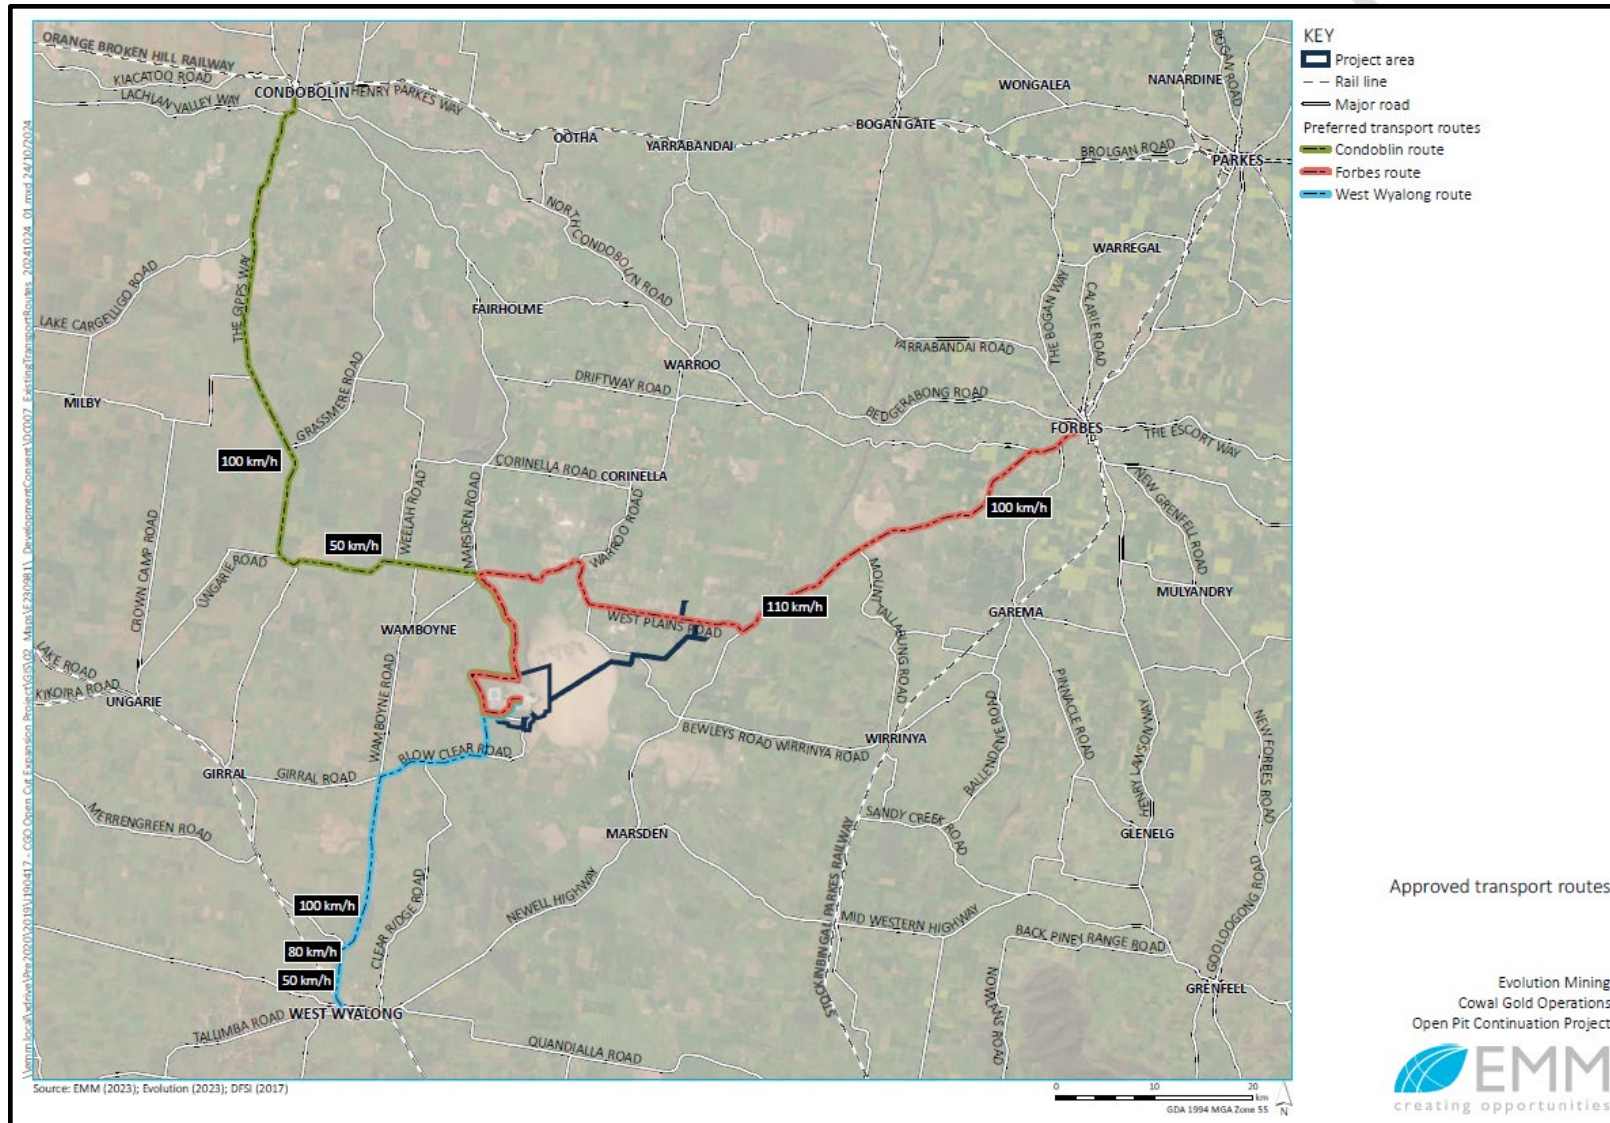 KEY
Project area
Rail line
Major road
Preferred transport routes
Condoblin route
Forbes route
West Wyalong route
ORANGE BROKEN HILL RAILWAY
KIACATOO ROAD
LACHLAN VALLEY WAY
CONDOBOLIN
HENRY PARKES WAY
OOTHA
YARRABANDAI
BOGAN GATE
WONGALEA
NANARDINE
BOGAN ROAD
BROLGAN ROAD
PARKES
NORTH CONDOBOLIN ROAD
WARREGAL
THE BOGAN WAY
CALARIE ROAD
LAKE CARGELLIGO ROAD
THE GIPPS WAY
FAIRHOLME
YARRABANDAI ROAD
WARROO
DRIFTWAY ROAD
GRASSMERE ROAD
MILBY
BEDGERABONG ROAD
FORBES
THE ESCORT WAY
100 km/h
CORINELLA ROAD
CORINELLA
NEW GRENFELL ROAD
100 km/h
CROWN CAMP ROAD
WEELAH ROAD
MARSDEN ROAD
WARROO ROAD
50 km/h
UNGARIE ROAD
MOUNT TALLABUNG ROAD
MULYANDRY
110 km/h
GAREMA
WEST PLAINS ROAD
WAMBOYNE
LAKE ROAD
KIKOIRA ROAD
UNGARIE
WAMBOYNE ROAD
PINNACLE ROAD
BALLENDENE ROAD
HENRY LAWSON WAY
NEW FORBES ROAD
BEWLEYS ROAD WIRRINYA ROAD
WIRRINYA
BLOW CLEAR ROAD
GIRRAL
GIRRAL ROAD
MERRENGREEN ROAD
MARSDEN
SANDY CREEK ROAD
GLENELG
STOCKINBINGAL PARKES RAILWAY
CLEAR RIDGE ROAD
NEWELL HIGHWAY
100 km/h
MID WESTERN HIGHWAY
BACK PINEY RANGE ROAD
GOOLOOGONG ROAD
80 km/h
50 km/h
NOWLANS ROAD
GRENFELL
WEST WYALONG
TALLIMBA ROAD
QUANDIALLA ROAD
Approved transport routes
Evolution Mining
Cowal Gold Operations
Open Pit Continuation Project
EMM
creating opportunities
Source: EMM (2023); Evolution (2023); DFSI (2017)
0 10 20
km
GDA 1994 MGA Zone 55
N